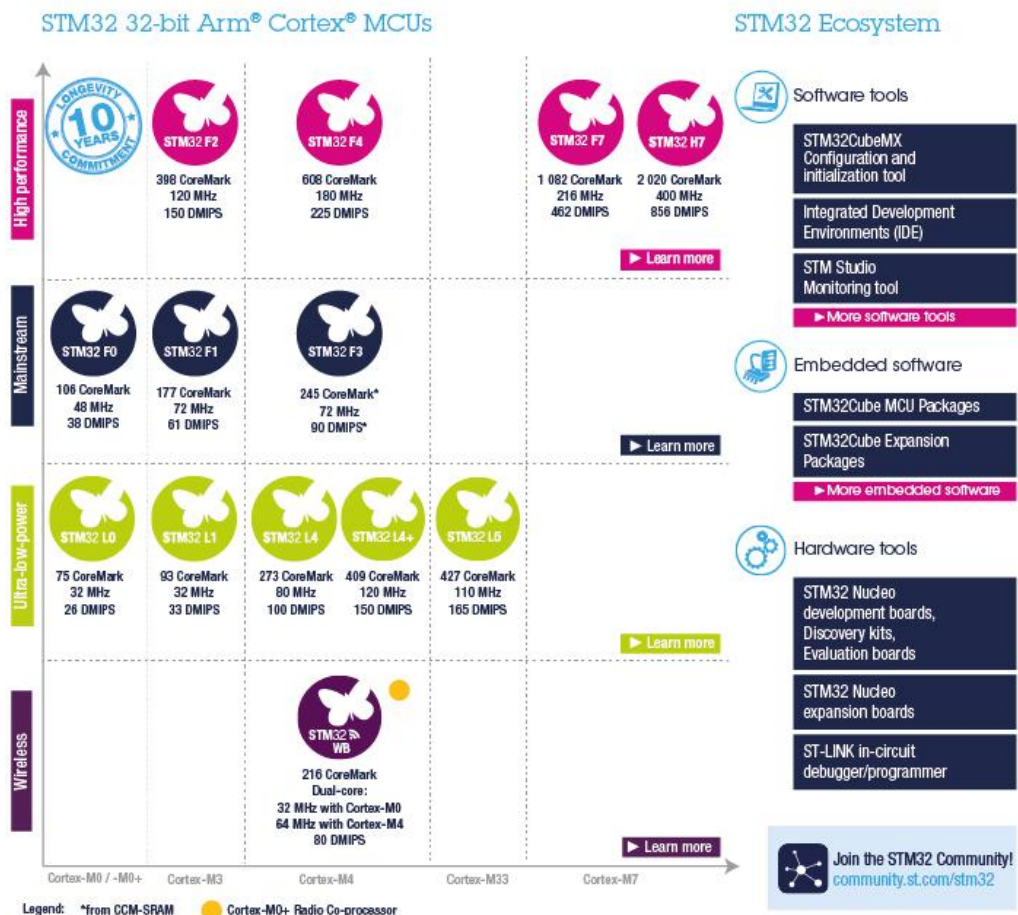 STM32 32-bit Arm® Cortex® MCUs
High performance
LONGEVITY
10
YEARS
COMMITMENT
STM32 F2
398 CoreMark
120 MHz
150 DMIPS
STM32 F4
608 CoreMark
180 MHz
225 DMIPS
STM32 F7
1 082 CoreMark
216 MHz
462 DMIPS
STM32 H7
2 020 CoreMark
400 MHz
856 DMIPS
► Learn more
Mainstream
STM32 F0
106 CoreMark
48 MHz
38 DMIPS
STM32 F1
177 CoreMark
72 MHz
61 DMIPS
STM32 F3
245 CoreMark*
72 MHz
90 DMIPS*
► Learn more
Ultra-low-power
STM32 L0
75 CoreMark
32 MHz
26 DMIPS
STM32 L1
93 CoreMark
32 MHz
33 DMIPS
STM32 L4
273 CoreMark
80 MHz
100 DMIPS
STM32 L4+
409 CoreMark
120 MHz
150 DMIPS
STM32 L5
427 CoreMark
110 MHz
165 DMIPS
► Learn more
Wireless
STM32
WB
216 CoreMark
Dual-core:
32 MHz with Cortex-M0
64 MHz with Cortex-M4
80 DMIPS
► Learn more
Cortex-M0 / -M0+
Cortex-M3
Cortex-M4
Cortex-M33
Cortex-M7
Legend: *from CCM-SRAM Cortex-M0+ Radio Co-processor
STM32 Ecosystem
Software tools
STM32CubeMX
Configuration and
initialization tool
Integrated Development
Environments (IDE)
STM Studio
Monitoring tool
►More software tools
Embedded software
STM32Cube MCU Packages
STM32Cube Expansion
Packages
►More embedded software
Hardware tools
STM32 Nucleo
development boards,
Discovery kits,
Evaluation boards
STM32 Nucleo
expansion boards
ST-LINK in-circuit
debugger/programmer
Join the STM32 Community!
community.st.com/stm32